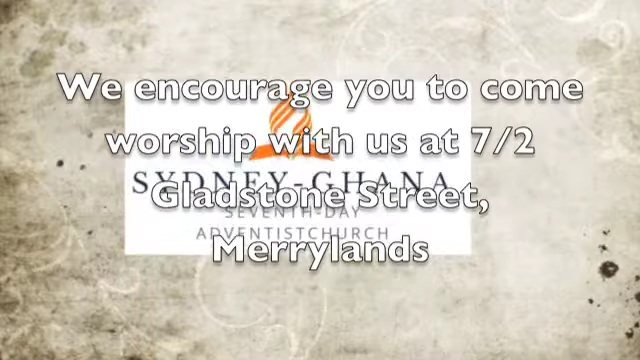 We encourage you to come
worship with us at 7/2
SYDNEY-GHANA
Gladstone Street,
SEVENTH-DAY
ADVENTISTCHURCH
Merrylands